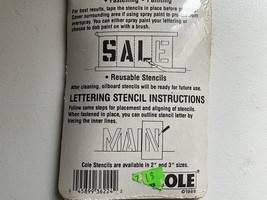 • Fastening • Painting
For best results, tape the stencils in place before p
Cover surrounding area if using spray paint to pro
overspray. You can either spray paint your lettering or
choose to dab paint on with a brush.
SALE
• Reusable Stencils
After cleaning, oilboard stencils will be ready for future use.
LETTERING STENCIL INSTRUCTIONS
Follow same steps for placement and aligning of stencils.
When fastened in place, you can outline stencil letter by
tracing the inner lines.
MAIN
Cole Stencils are available in 2" and 3" sizes.
COLE
©1989